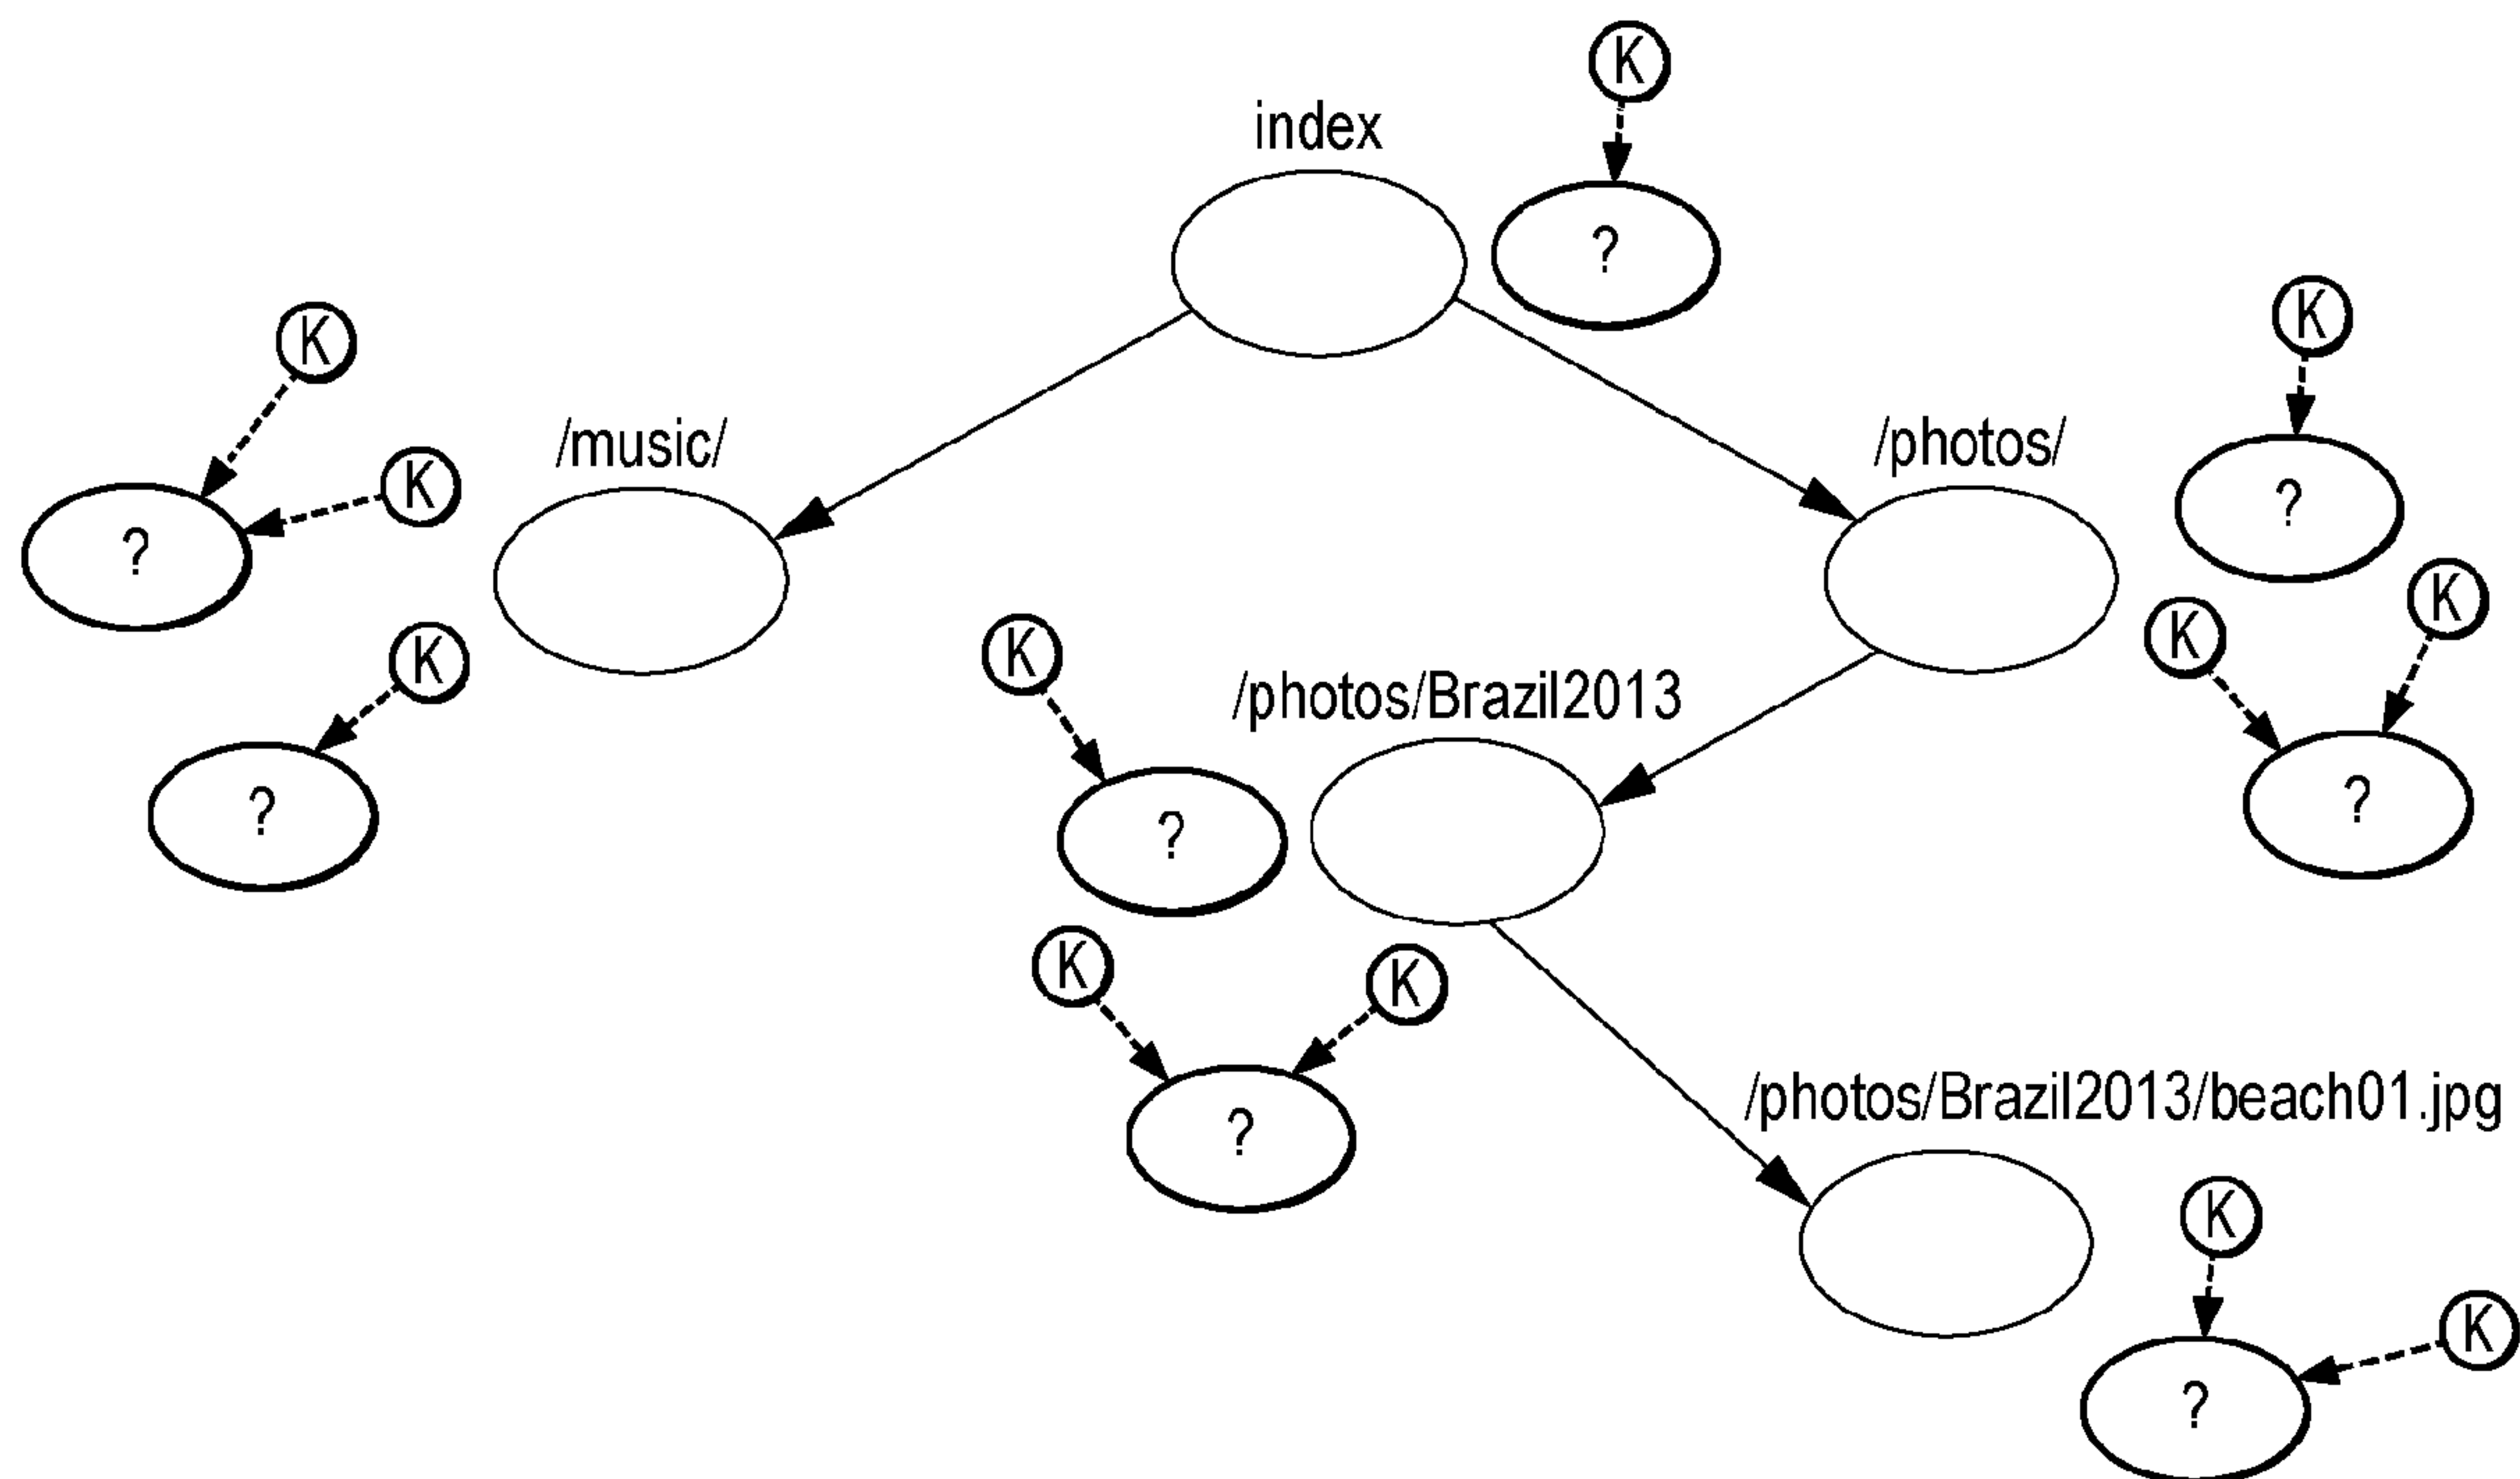 K
index
?
K
K
/music/
/photos/
K
?
?
K
K
K
K
/photos/Brazil2013
?
?
?
K
K
/photos/Brazil2013/beach01.jpg
?
K
K
?